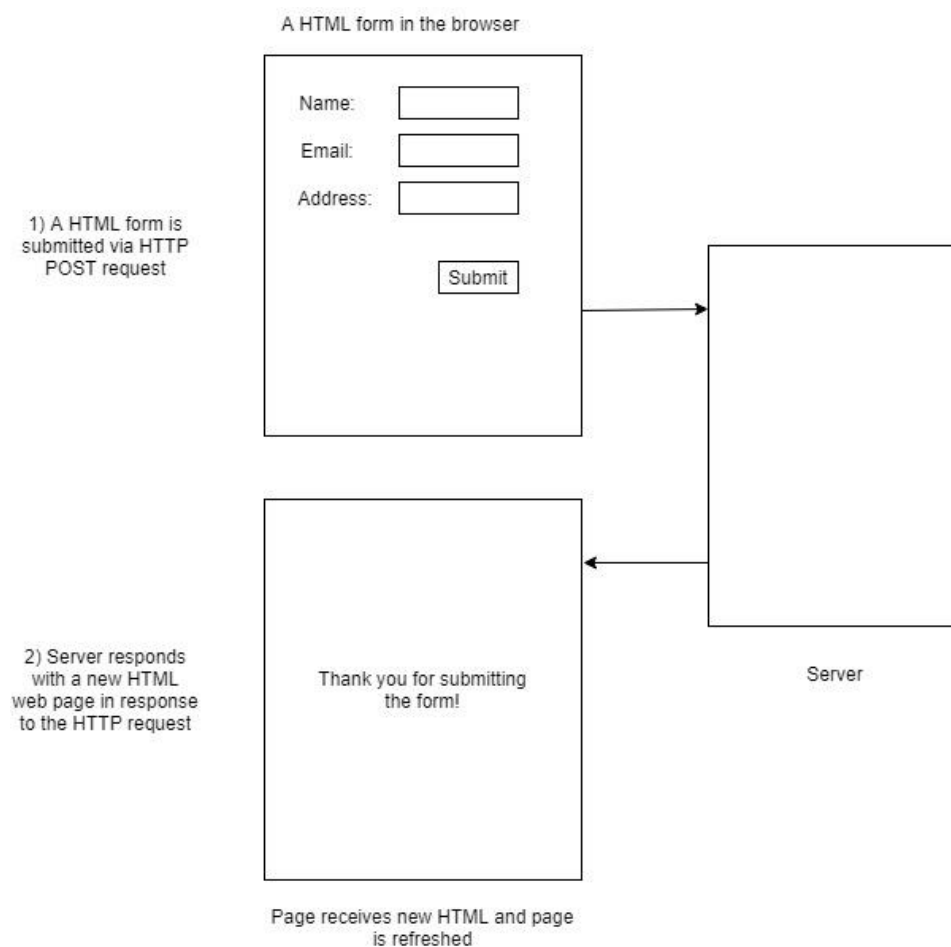 A HTML form in the browser
Name:
Email:
Address:
Submit
1) A HTML form is
submitted via HTTP
POST request
2) Server responds
with a new HTML
web page in response
to the HTTP request
Thank you for submitting
the form!
Server
Page receives new HTML and page
is refreshed